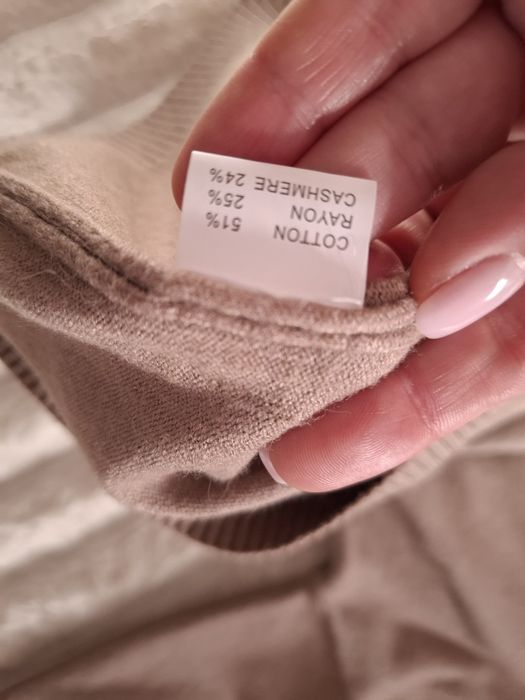 COTTON 51%
RAYON 25%
CASHMERE 24%